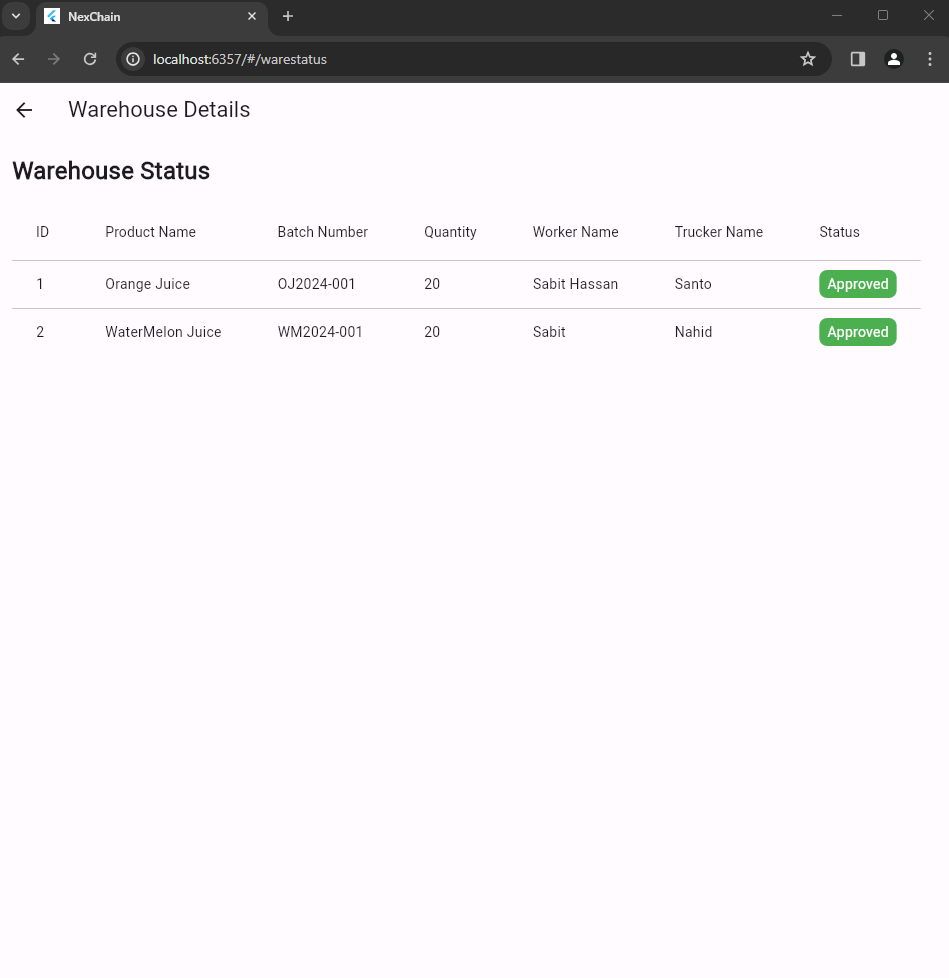 NexChain
localhost:6357/#/warestatus
Warehouse Details
Warehouse Status
ID Product Name Batch Number Quantity Worker Name Trucker Name Status
1 Orange Juice OJ2024-001 20 Sabit Hassan Santo Approved
2 WaterMelon Juice WM2024-001 20 Sabit Nahid Approved